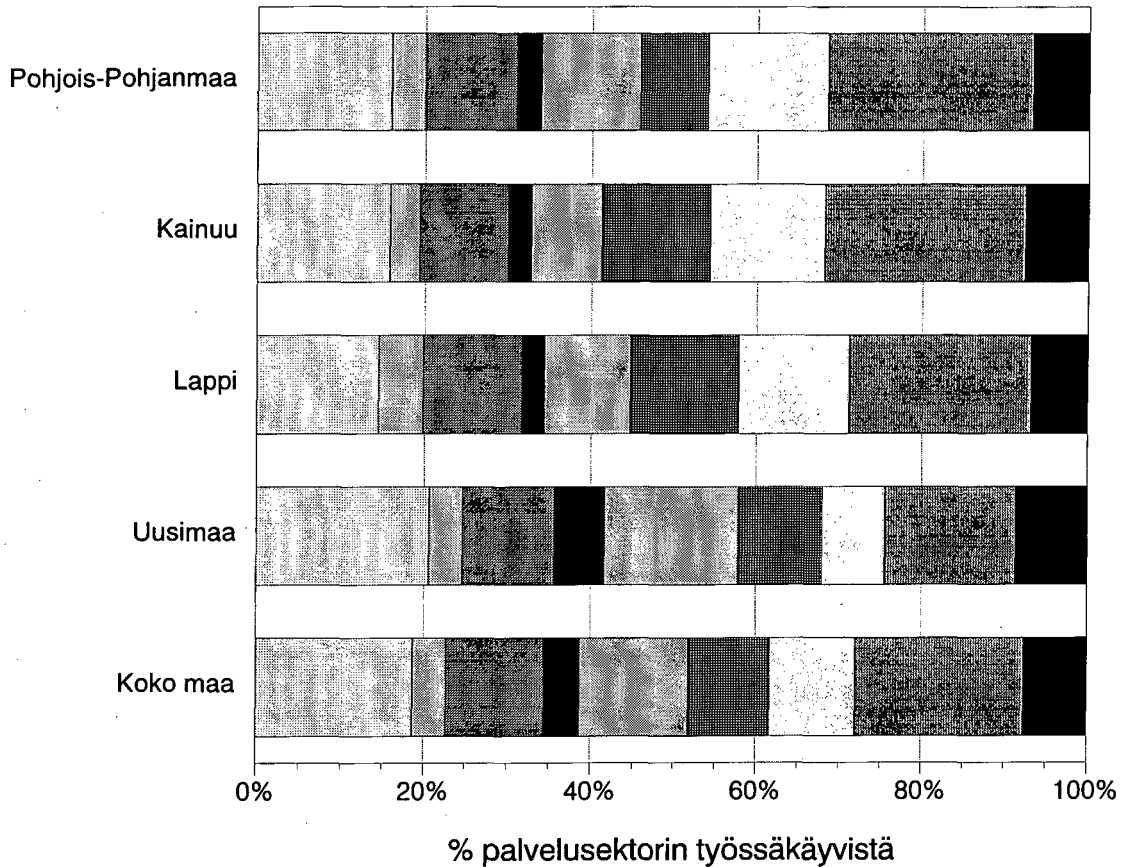 Pohjois-Pohjanmaa
Kainuu
Lappi
Uusimaa
Koko maa
0% 20% 40% 60% 80% 100%
% palvelusektorin työssäkäyvistä